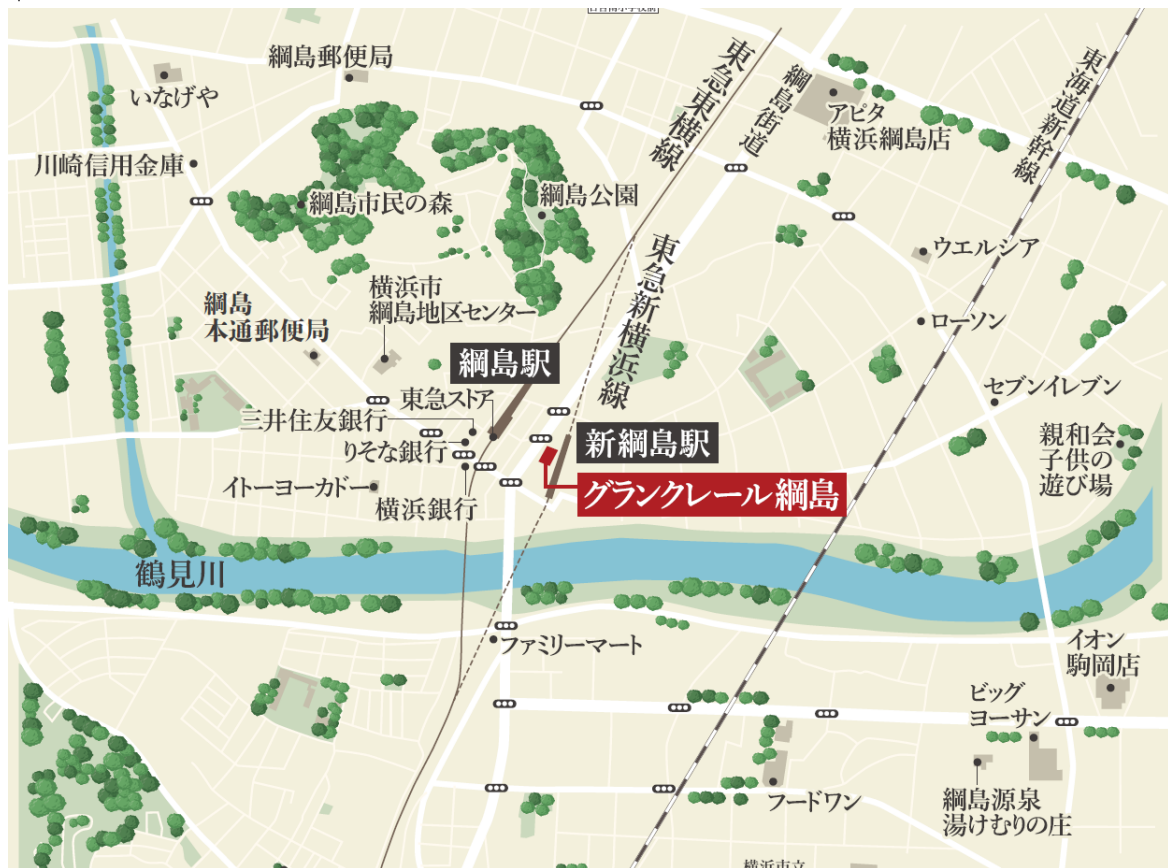 綱島郵便局
いなげや
川崎信用金庫
綱島市民の森
綱島公園
東急東横線
綱島街道
アピタ
横浜綱島店
東海道新幹線
ウエルシア
東急新横浜線
横浜市
綱島地区センター
綱島
本通郵便局
ローソン
綱島駅
東急ストア
セブンイレブン
三井住友銀行
りそな銀行
新綱島駅
親和会
子供の
遊び場
イトーヨーカドー
横浜銀行
グランクレール綱島
鶴見川
ファミリーマート
イオン
駒岡店
ビッグ
ヨーサン
フードワン
綱島源泉
湯けむりの庄
横浜市立